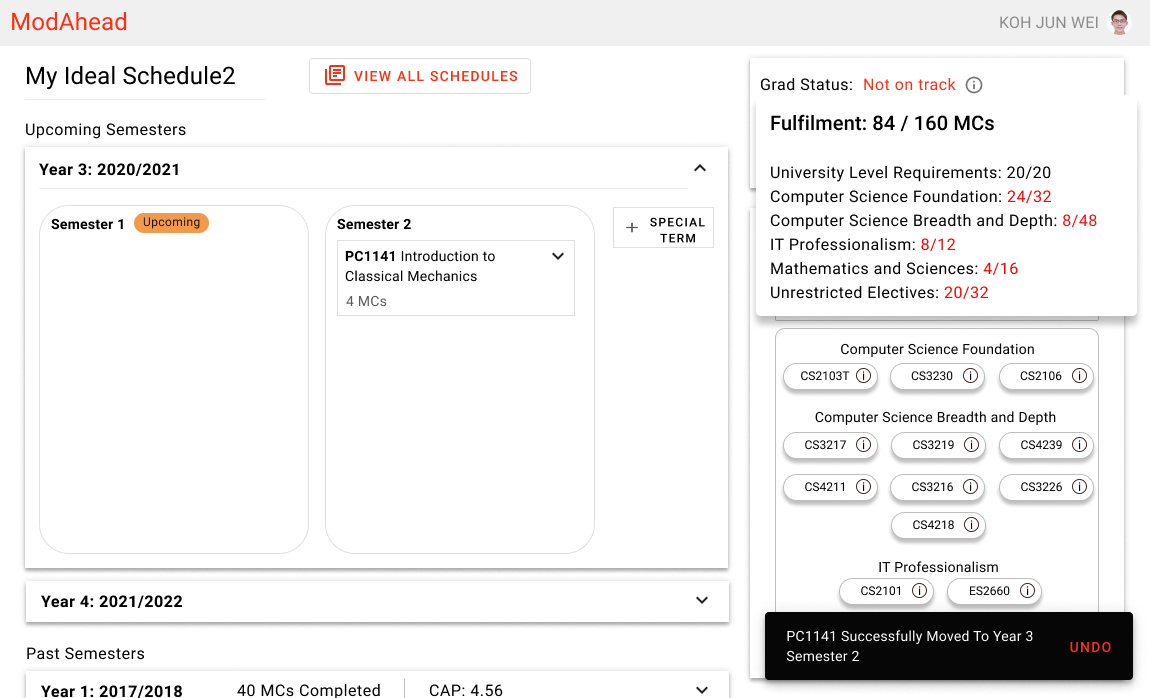 ModAhead
KOH JUN WEI
My Ideal Schedule2
VIEW ALL SCHEDULES
Upcoming Semesters
Year 3: 2020/2021
Semester 1 Upcoming
Semester 2
PC1141 Introduction to
Classical Mechanics
4 MCs
+ SPECIAL
TERM
Year 4: 2021/2022
Past Semesters
Year 1: 2017/2018 40 MCs Completed CAP: 4.56
Grad Status: Not on track
Fulfilment: 84 / 160 MCs
University Level Requirements: 20/20
Computer Science Foundation: 24/32
Computer Science Breadth and Depth: 8/48
IT Professionalism: 8/12
Mathematics and Sciences: 4/16
Unrestricted Electives: 20/32
Computer Science Foundation
CS2103T CS3230 CS2106
Computer Science Breadth and Depth
CS3217 CS3219 CS4239
CS4211 CS3216 CS3226
CS4218
IT Professionalism
CS2101 ES2660
PC1141 Successfully Moved To Year 3
Semester 2
UNDO